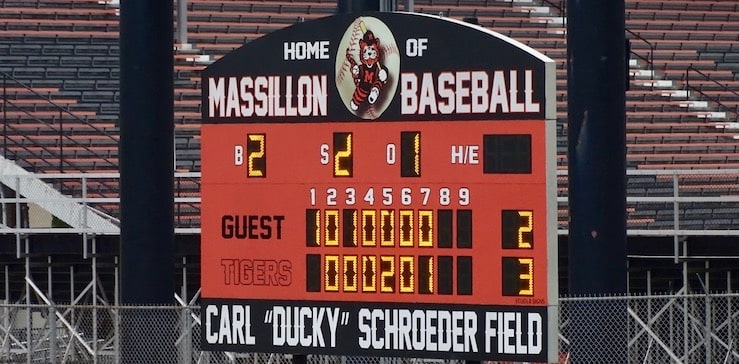 HOME OF
MASSILLON BASEBALL
M
B 2 S 2 O 1 H/E
1 2 3 4 5 6 7 8 9
GUEST 1 0 1 0 0 0 0 2
TIGERS 0 0 0 2 0 1 3
CARL "DUCKY" SCHROEDER FIELD